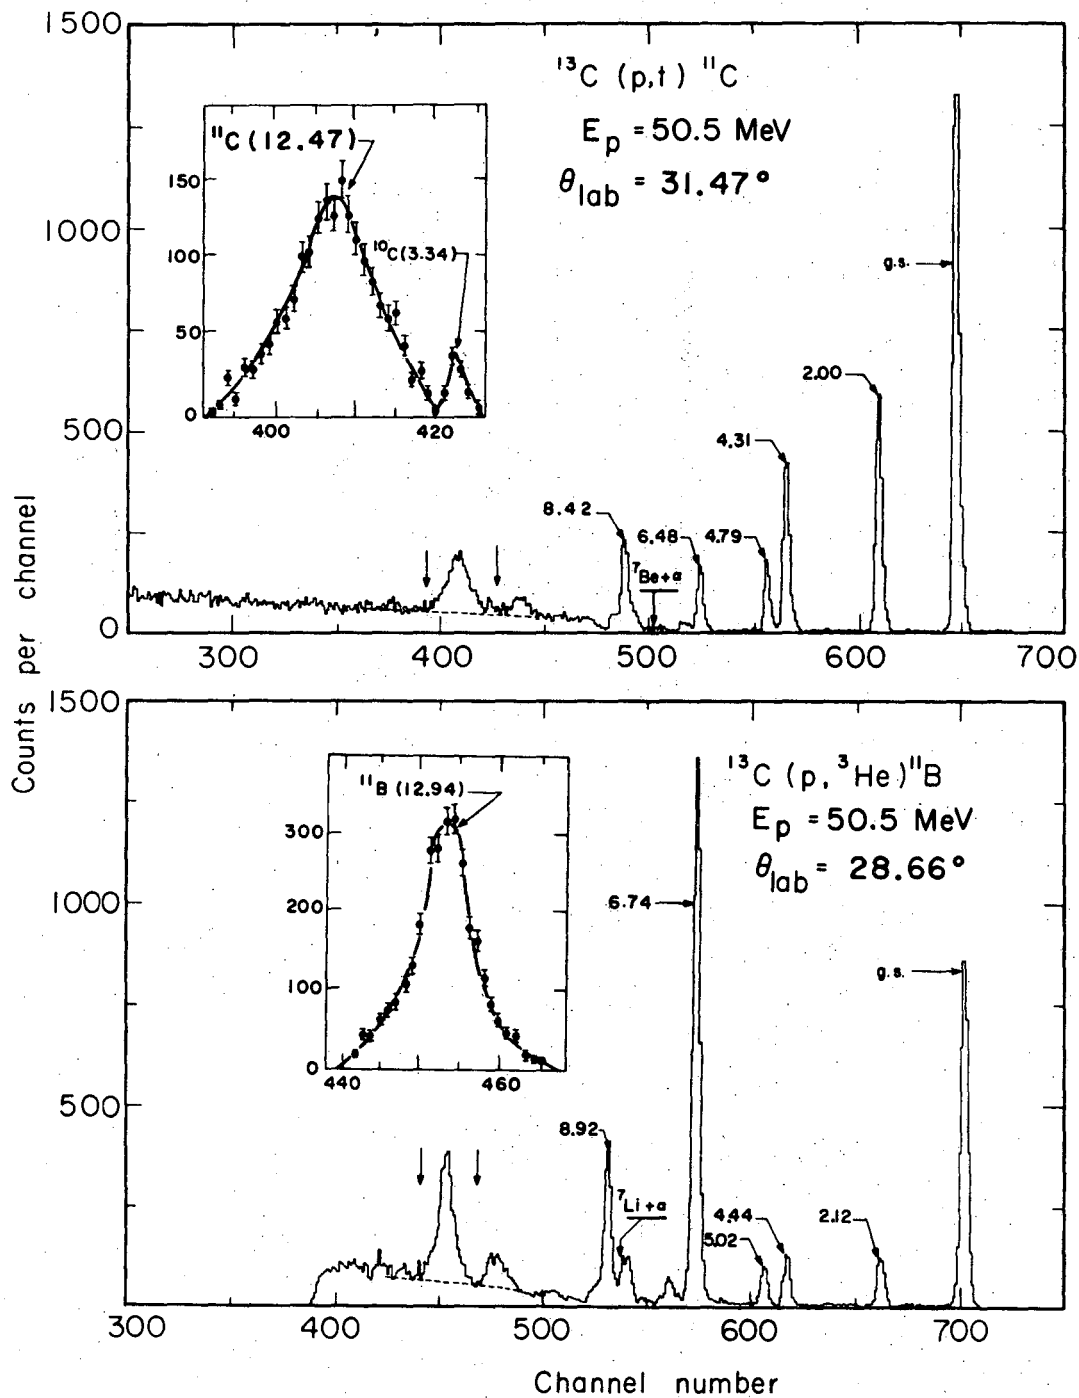 1500
¹³C (p,t) ¹¹C
Eₚ = 50.5 MeV
θ_lab = 31.47°
¹¹C (12.47)
150
¹⁰C(3.34)
100
50
0
400
420
1000
g.s.
2.00
500
4.31
8.42
6.48
4.79
⁷Be+α
0
300
400
500
600
700
Counts per channel
1500
¹³C (p, ³He) ¹¹B
Eₚ = 50.5 MeV
θ_lab = 28.66°
¹¹B (12.94)
300
200
100
0
440
460
1000
6.74
g.s.
500
8.92
⁷Li+α
4.44
5.02
2.12
300
400
500
600
700
Channel number